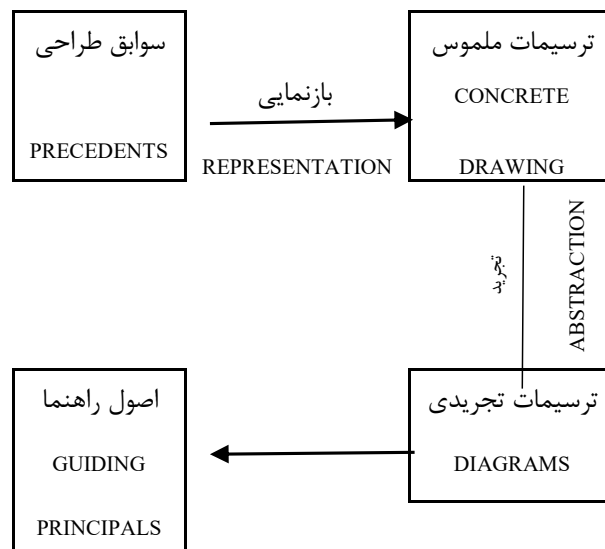 سوابق طراحی
PRECEDENTS
بازنمایی
REPRESENTATION
ترسیمات ملموس
CONCRETE
DRAWING
تجرید
ABSTRACTION
ترسیمات تجریدی
DIAGRAMS
اصول راهنما
GUIDING
PRINCIPALS